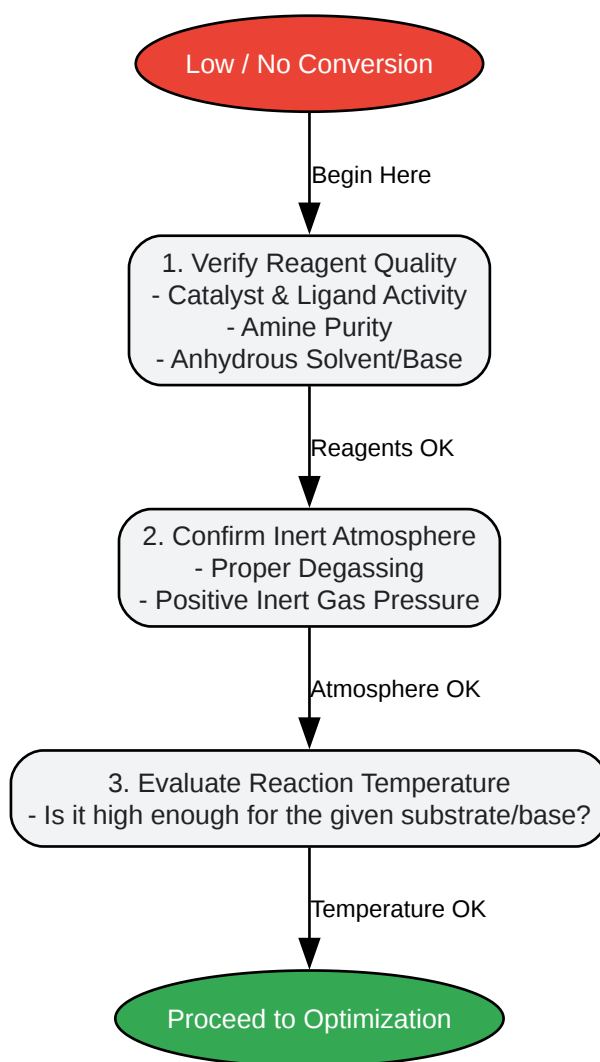 Low / No Conversion
Begin Here
1. Verify Reagent Quality
- Catalyst & Ligand Activity
- Amine Purity
- Anhydrous Solvent/Base
Reagents OK
2. Confirm Inert Atmosphere
- Proper Degassing
- Positive Inert Gas Pressure
Atmosphere OK
3. Evaluate Reaction Temperature
- Is it high enough for the given substrate/base?
Temperature OK
Proceed to Optimization